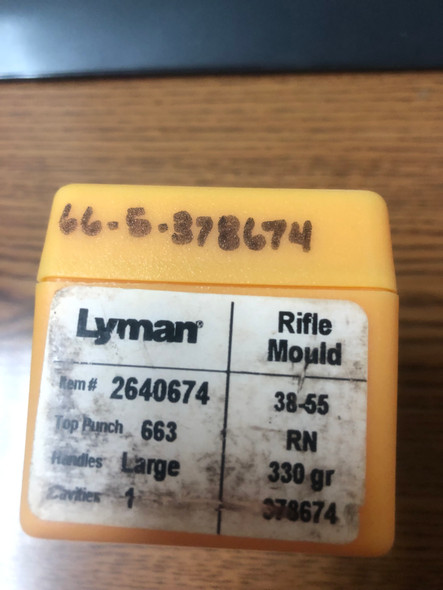 66-5-378674
Lyman®
Rifle
Mould
Item# 2640674
38-55
Top Punch 663
RN
Handles Large
330 gr
Cavities 1
378674